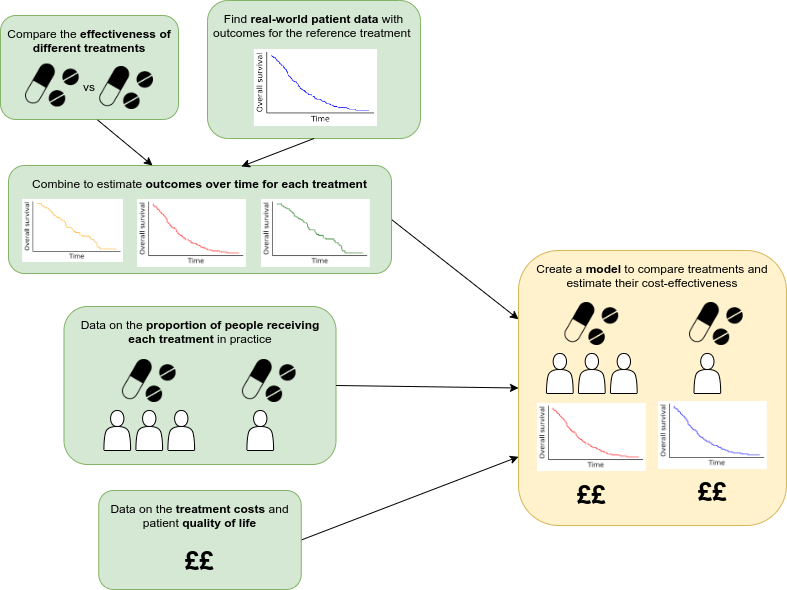 Compare the effectiveness of
different treatments
vs
Find real-world patient data with
outcomes for the reference treatment
Overall survival
Time
Combine to estimate outcomes over time for each treatment
Overall survival
Time
Overall survival
Time
Overall survival
Time
Data on the proportion of people receiving
each treatment in practice
Data on the treatment costs and
patient quality of life
££
Create a model to compare treatments and
estimate their cost-effectiveness
Overall survival
Time
Overall survival
Time
££
££